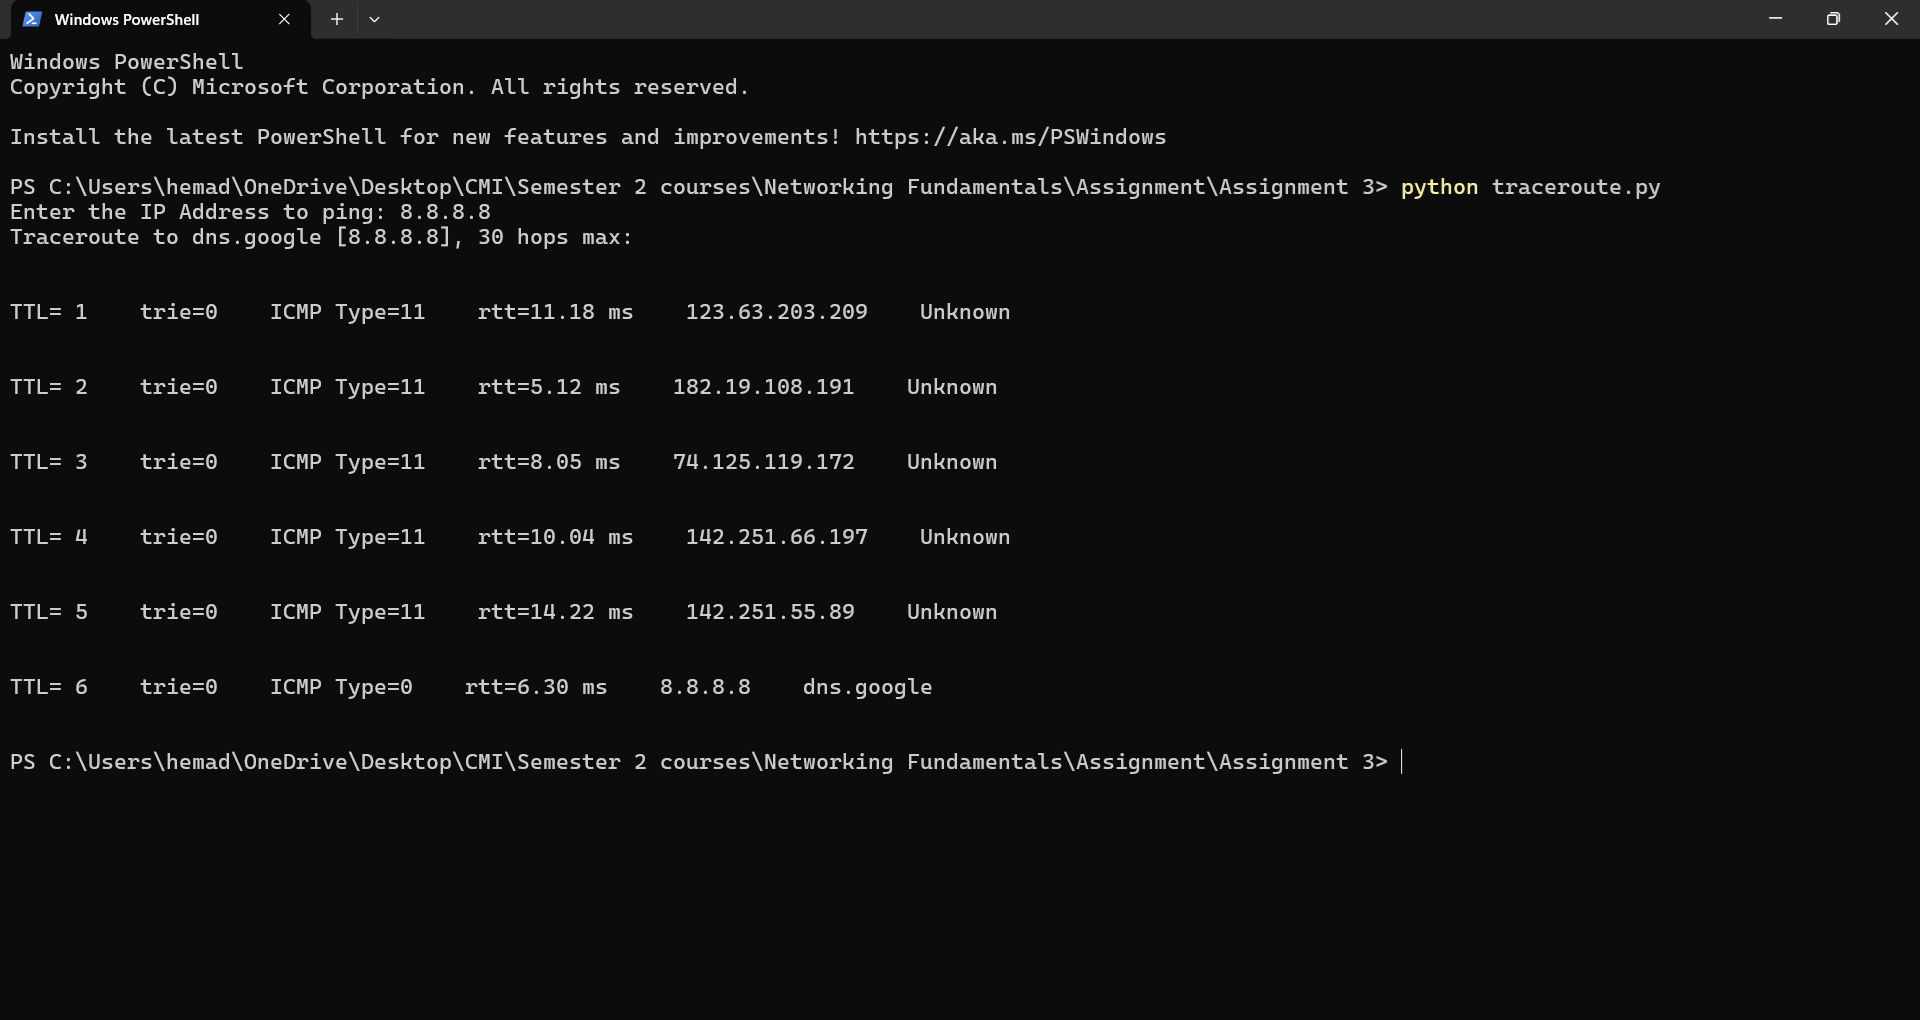 Windows PowerShell
Windows PowerShell
Copyright (C) Microsoft Corporation. All rights reserved.
Install the latest PowerShell for new features and improvements! https://aka.ms/PSWindows
PS C:\Users\hemad\OneDrive\Desktop\CMI\Semester 2 courses\Networking Fundamentals\Assignment\Assignment 3> python traceroute.py
Enter the IP Address to ping: 8.8.8.8
Traceroute to dns.google [8.8.8.8], 30 hops max:
TTL= 1    trie=0    ICMP Type=11    rtt=11.18 ms    123.63.203.209    Unknown
TTL= 2    trie=0    ICMP Type=11    rtt=5.12 ms    182.19.108.191    Unknown
TTL= 3    trie=0    ICMP Type=11    rtt=8.05 ms    74.125.119.172    Unknown
TTL= 4    trie=0    ICMP Type=11    rtt=10.04 ms    142.251.66.197    Unknown
TTL= 5    trie=0    ICMP Type=11    rtt=14.22 ms    142.251.55.89    Unknown
TTL= 6    trie=0    ICMP Type=0    rtt=6.30 ms    8.8.8.8    dns.google
PS C:\Users\hemad\OneDrive\Desktop\CMI\Semester 2 courses\Networking Fundamentals\Assignment\Assignment 3>